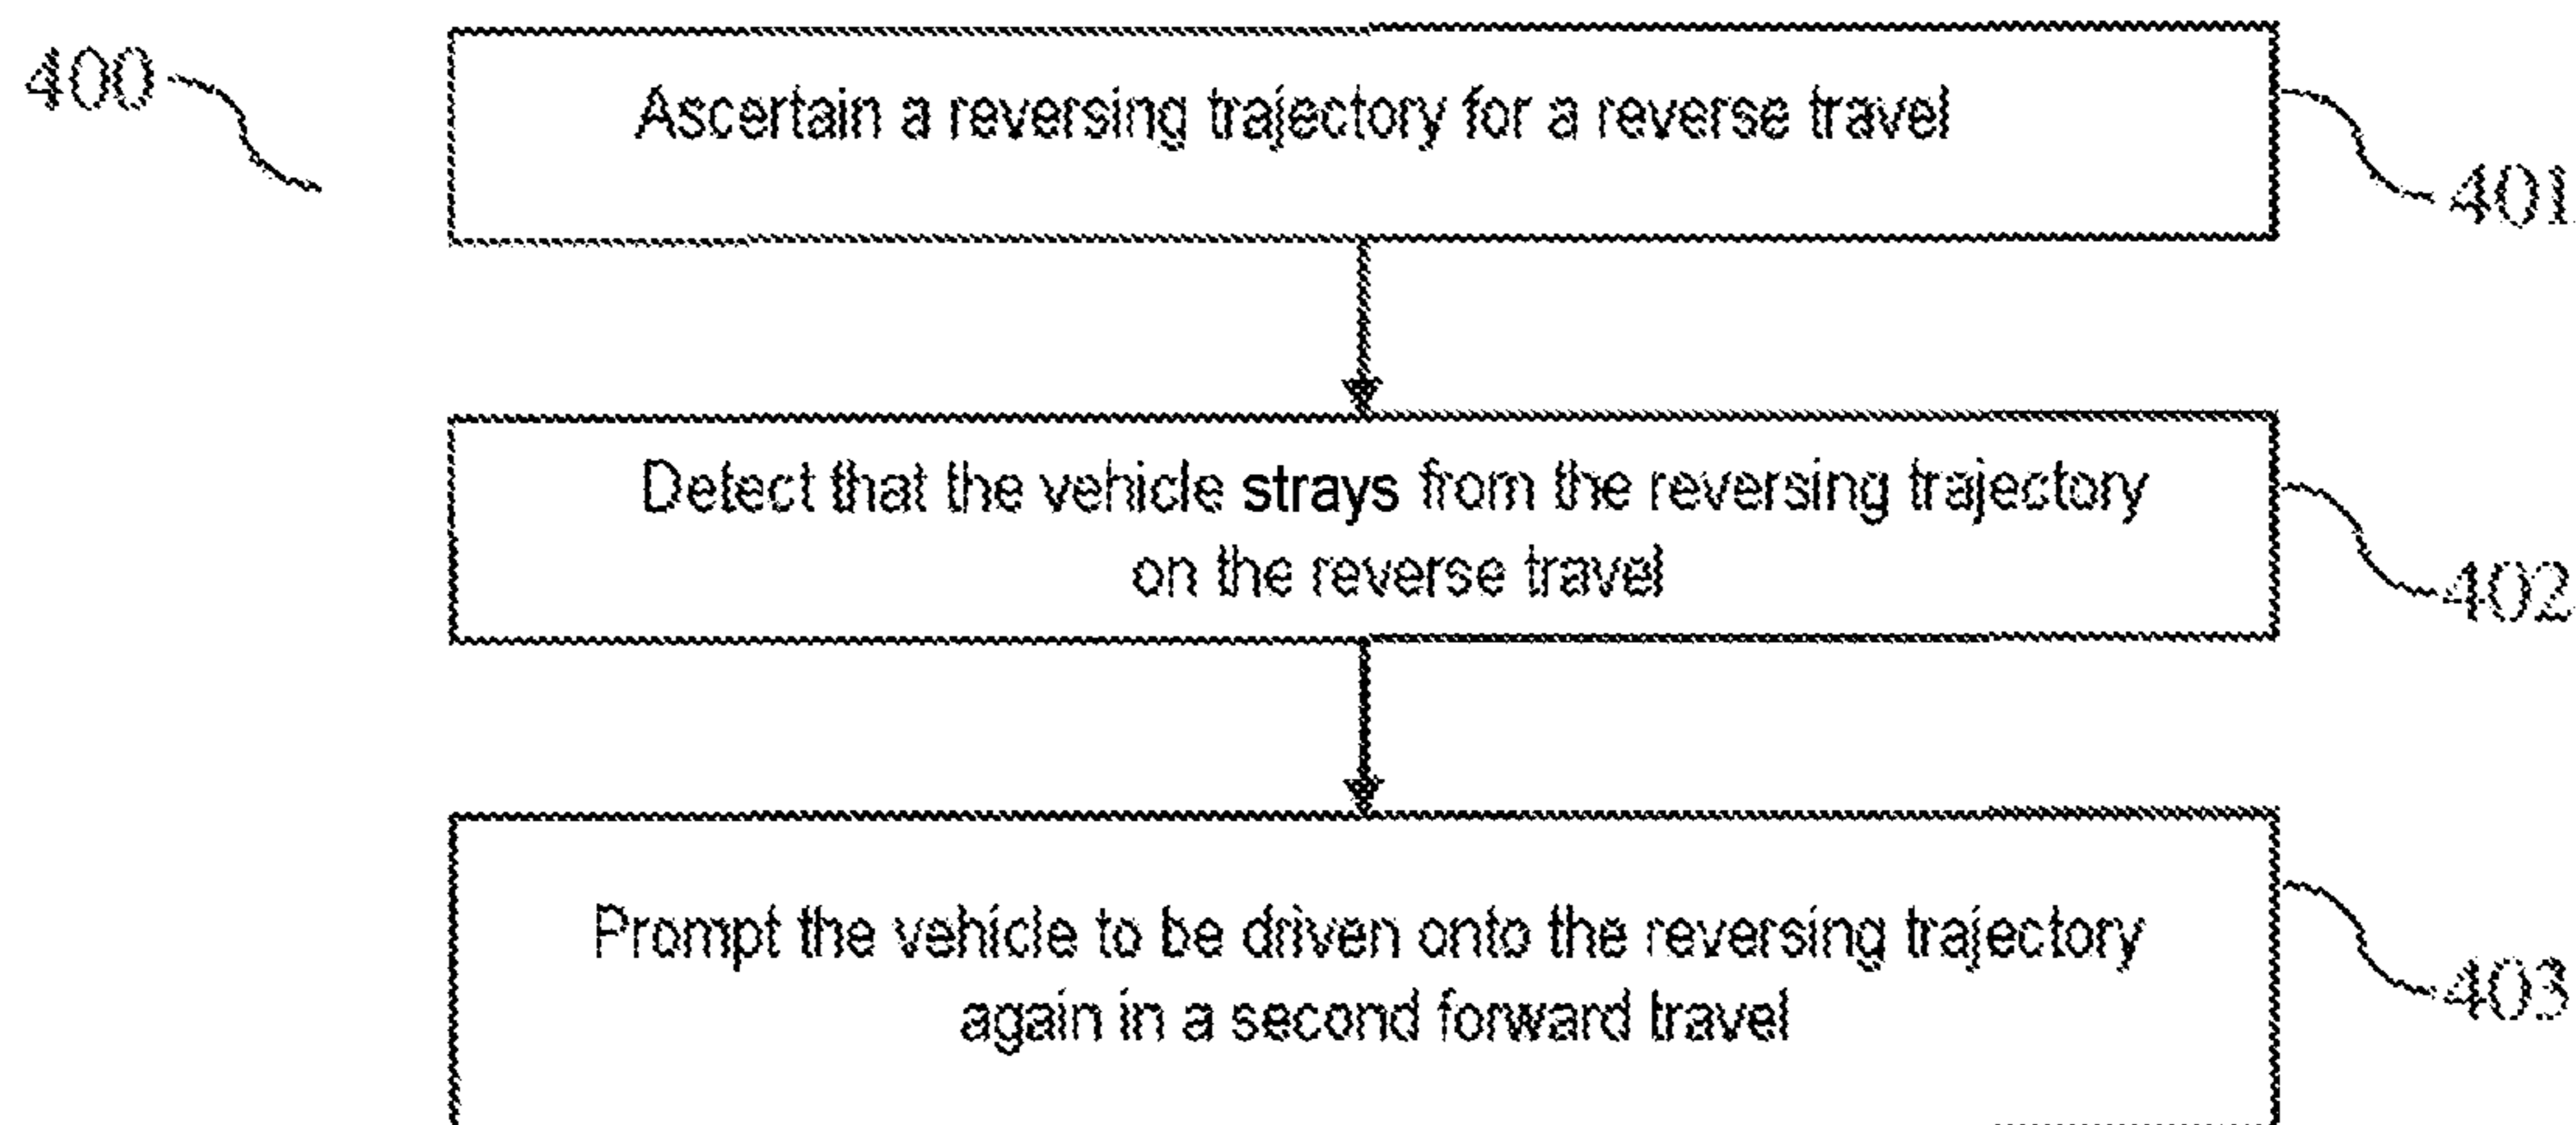 400
Ascertain a reversing trajectory for a reverse travel
401
Detect that the vehicle strays from the reversing trajectory
on the reverse travel
402
Prompt the vehicle to be driven onto the reversing trajectory
again in a second forward travel
403